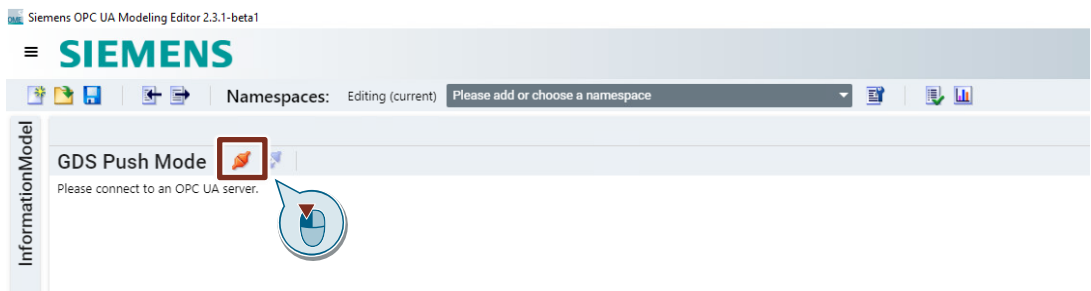 Siemens OPC UA Modeling Editor 2.3.1-beta1
SIEMENS
Namespaces: Editing (current) Please add or choose a namespace
InformationModel
GDS Push Mode
Please connect to an OPC UA server.